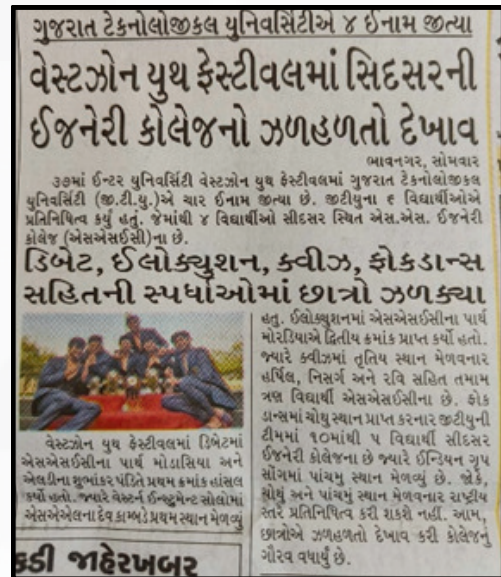 ગુજરાત ટેકનોલોજીકલ યુનિવર્સિટીએ ૪ ઈનામ જીત્યા
વેસ્ટઝોન યુથ ફેસ્ટીવલમાં સિદસરની
ઈજનેરી કોલેજનો ઝળહળતો દેખાવ
ભાવનગર, સોમવાર
૩૭માં ઈન્ટર યુનિવર્સિટી વેસ્ટઝોન યુથ ફેસ્ટીવલમાં ગુજરાત ટેકનોલોજીકલ
યુનિવર્સિટી (જી.ટી.યુ.)એ ચાર ઈનામ જીત્યા છે. જીટીયુના ૬ વિદ્યાર્થીઓએ
પ્રતિનિધિત્વ કર્યું હતું. જેમાંથી ૪ વિદ્યાર્થીઓ સીદસર સ્થિત એસ.એસ. ઈજનેરી
કોલેજ (એસએસઈસી)ના છે.
ડિબેટ, ઈલોક્યુશન, ક્વીઝ, ફોકડાન્સ
સહિતની સ્પર્ધાઓમાં છાત્રો ઝળક્યા
વેસ્ટઝોન યુથ ફેસ્ટીવલમાં ડિબેટમાં
એસએસઈસીના પાર્થ મોડાસિયા અને
એલડીના શુભાંકર પંડિતે પ્રથમ ક્રમાંક હાંસલ
કર્યો હતો. જ્યારે વેસ્ટર્ન ઈન્સ્ટ્રુમેન્ટ સોલોમાં
એસએએલના દેવ કામ્બડે પ્રથમ સ્થાન મેળવ્યું
હતુ. ઈલોક્યુશનમાં એસએસઈસીના પાર્થ
મોરડિયાએ દ્વિતીય ક્રમાંક પ્રાપ્ત કર્યો હતો.
જ્યારે ક્વીઝમાં તૃતિય સ્થાન મેળવનાર
હર્ષિલ, નિસર્ગ અને રવિ સહિત તમામ
ત્રણ વિદ્યાર્થી એસએસઈસીના છે. ફોક
ડાન્સમાં ચોથુ સ્થાન પ્રાપ્ત કરનાર જીટીયુની
ટીમમાં ૧૦માંથી ૫ વિદ્યાર્થી સીદસર
ઈજનેરી કોલેજના છે જ્યારે ઈન્ડિયન ગૃપ
સોંગમાં પાંચમુ સ્થાન મેળવ્યું છે. જોકે,
ચોથુ અને પાંચમું સ્થાન મેળવનાર રાષ્ટ્રીય
સ્તરે પ્રતિનિધિત્વ કરી શકશે નહીં. આમ,
છાત્રોએ ઝળહળતો દેખાવ કરી કોલેજનું
ગૌરવ વધાર્યું છે.
કડી જાહેરખબર